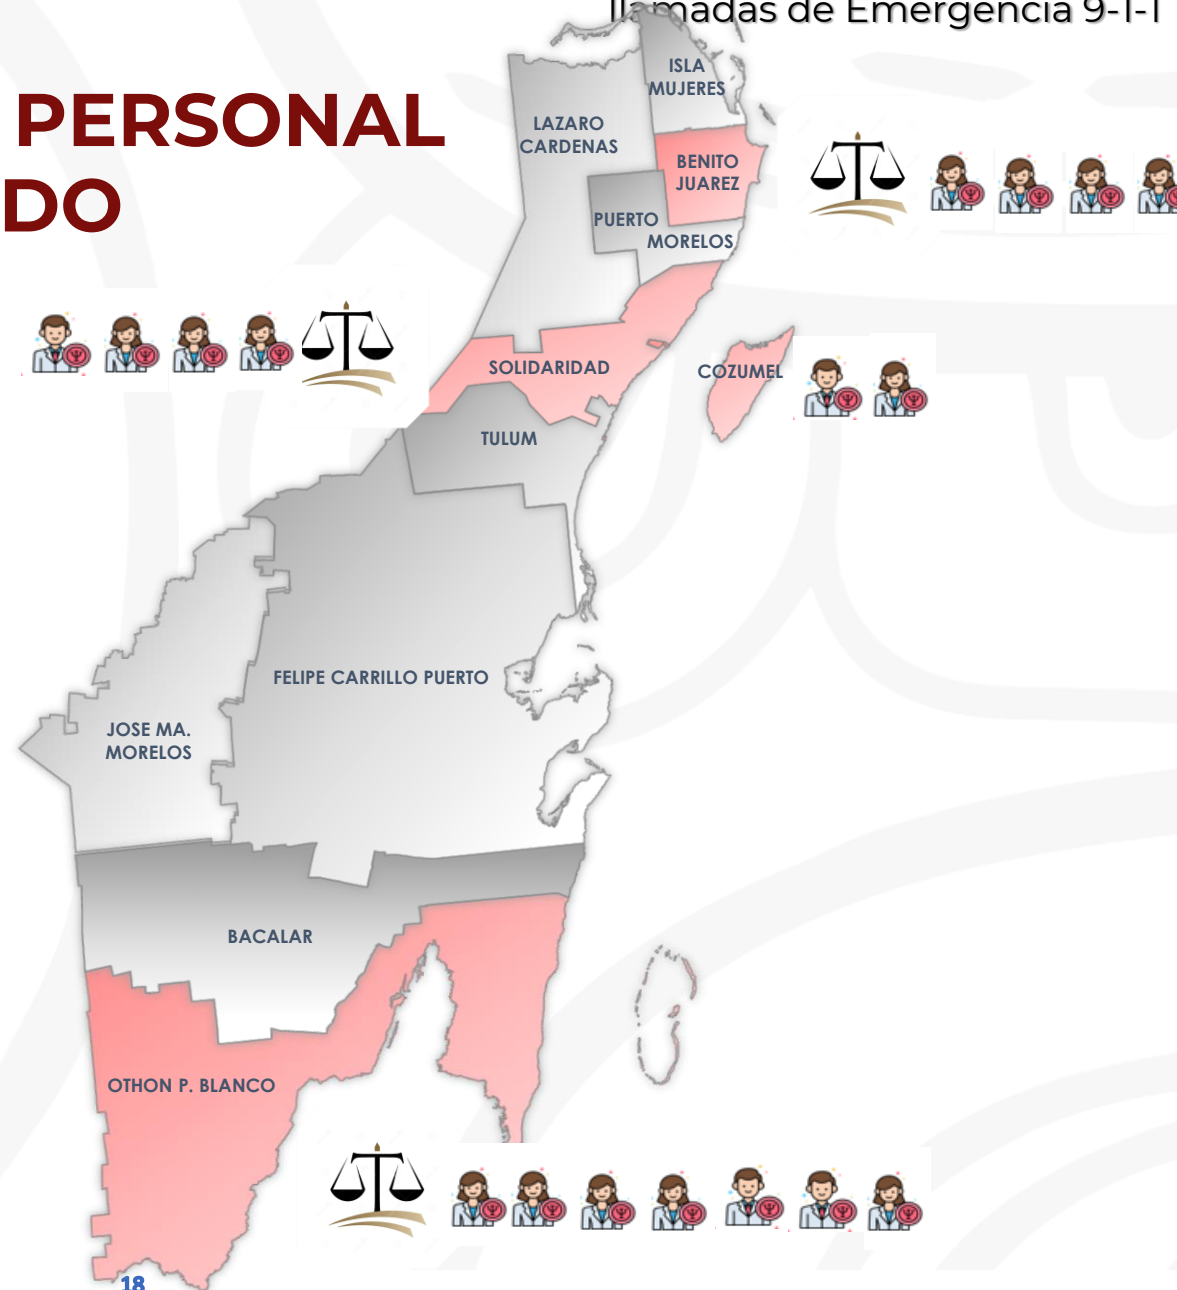 llamadas de Emergencia 9-1-1
PERSONAL
DO
ISLA
MUJERES
LAZARO
CARDENAS
BENITO
JUAREZ
PUERTO
MORELOS
SOLIDARIDAD
COZUMEL
TULUM
FELIPE CARRILLO PUERTO
JOSE MA.
MORELOS
BACALAR
OTHON P. BLANCO
18